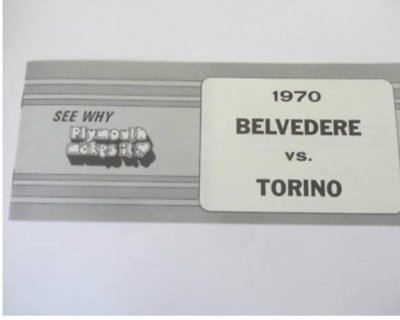 SEE WHY
Plymouth
makes it
1970
BELVEDERE
vs.
TORINO